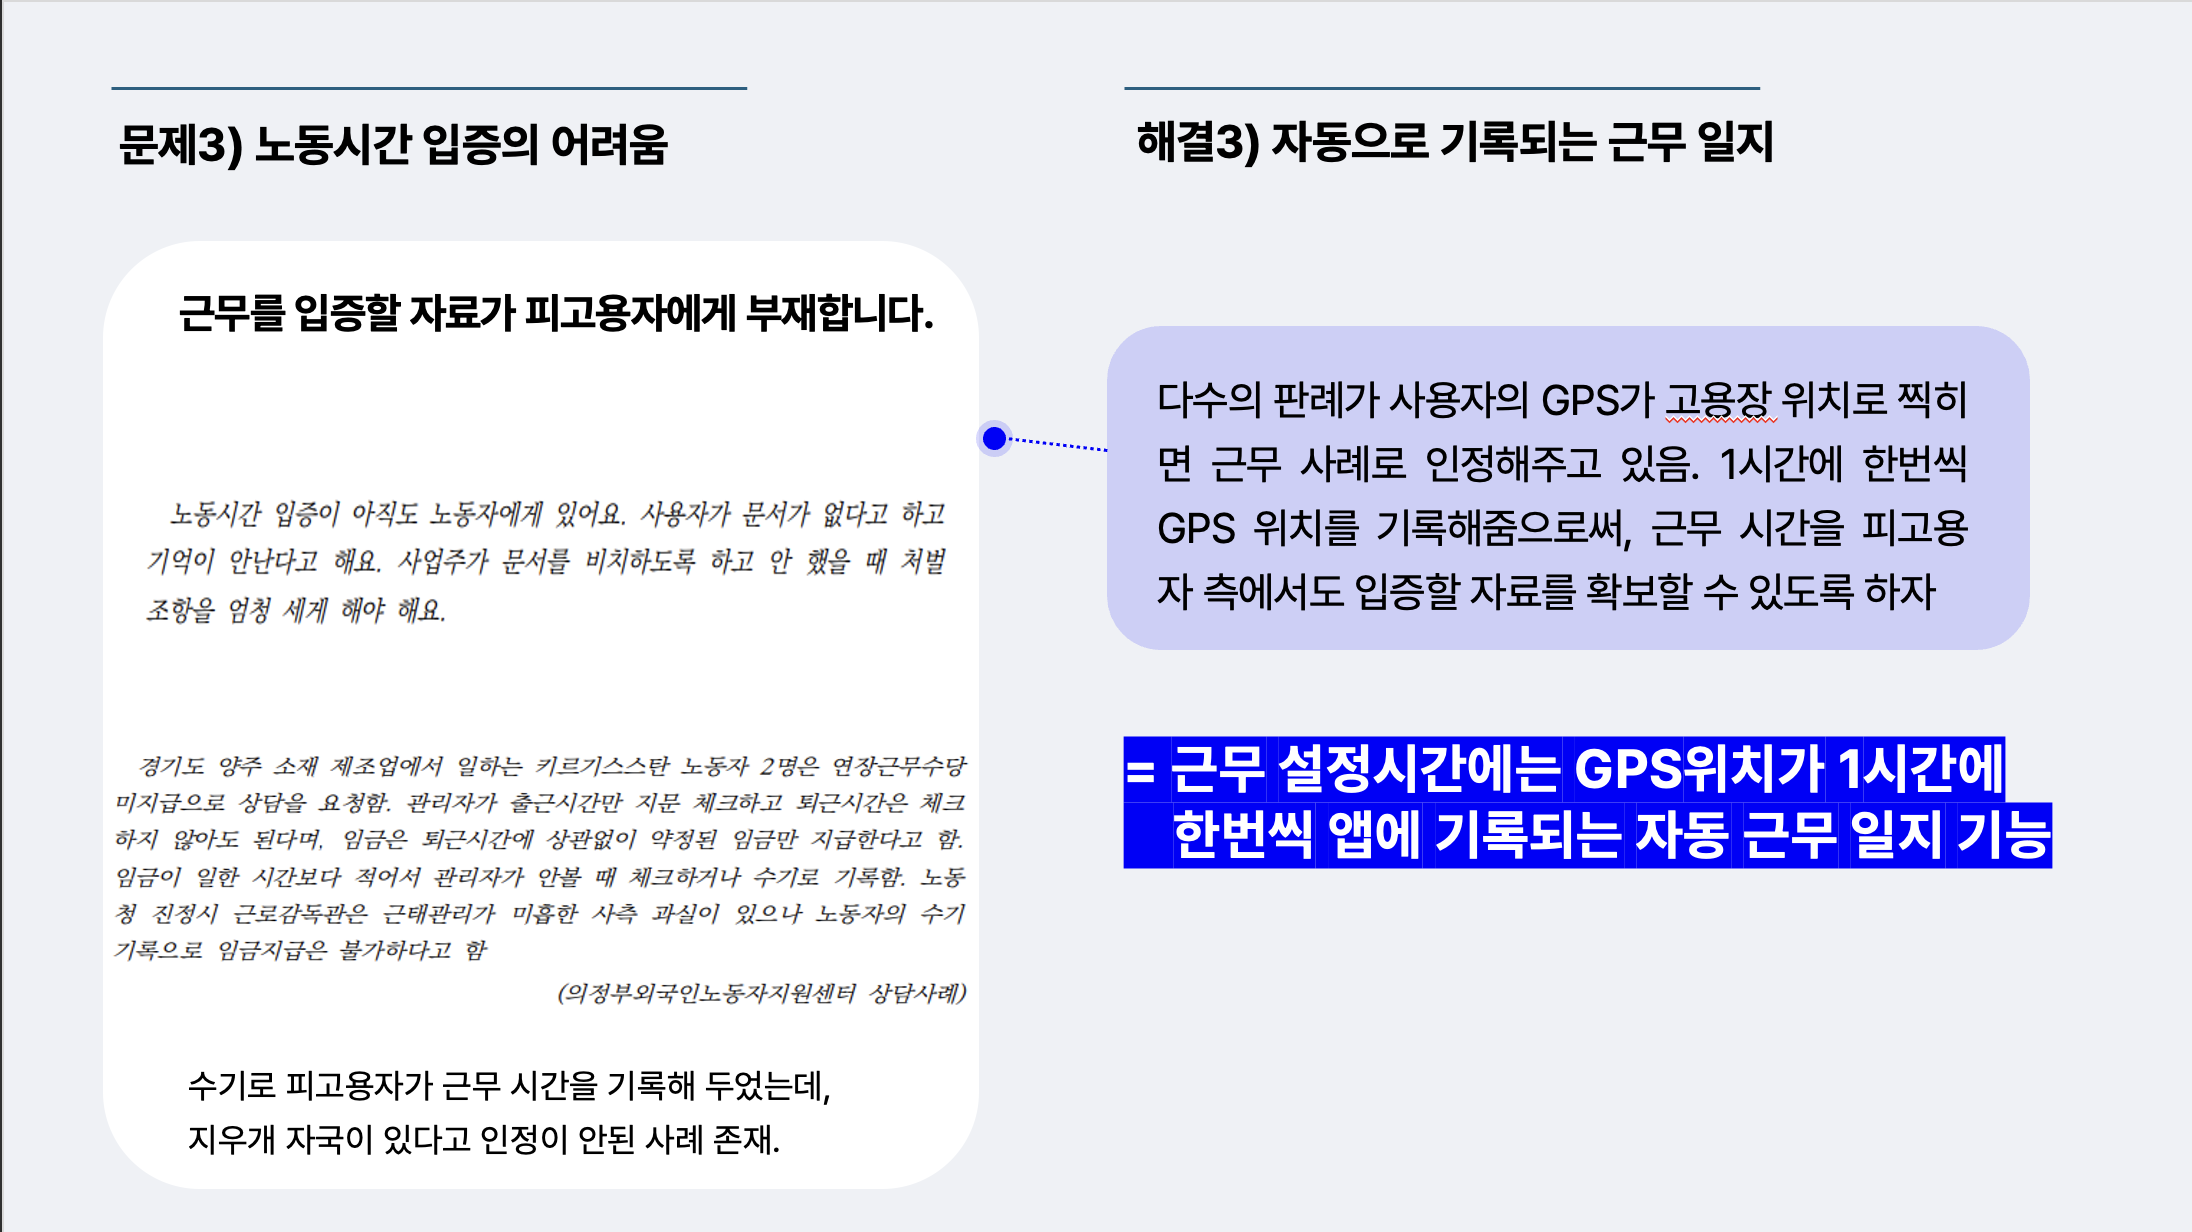 문제3) 노동시간 입증의 어려움
근무를 입증할 자료가 피고용자에게 부재합니다.
노동시간 입증이 아직도 노동자에게 있어요. 사용자가 문서가 없다고 하고
기억이 안난다고 해요. 사업주가 문서를 비치하도록 하고 안 했을 때 처벌
조항을 엄청 세게 해야 해요.
경기도 양주 소재 제조업에서 일하는 키르기스스탄 노동자 2명은 연장근무수당
미지급으로 상담을 요청함. 관리자가 출근시간만 지문 체크하고 퇴근시간은 체크
하지 않아도 된다며, 임금은 퇴근시간에 상관없이 약정된 임금만 지급한다고 함.
임금이 일한 시간보다 적어서 관리자가 안볼 때 체크하거나 수기로 기록함. 노동
청 진정시 근로감독관은 근태관리가 미흡한 사측 과실이 있으나 노동자의 수기
기록으로 임금지급은 불가하다고 함
(의정부외국인노동자지원센터 상담사례)
수기로 피고용자가 근무 시간을 기록해 두었는데,
지우개 자국이 있다고 인정이 안된 사례 존재.
해결3) 자동으로 기록되는 근무 일지
다수의 판례가 사용자의 GPS가 고용장 위치로 찍히
면 근무 사례로 인정해주고 있음. 1시간에 한번씩
GPS 위치를 기록해줌으로써, 근무 시간을 피고용
자 측에서도 입증할 자료를 확보할 수 있도록 하자
= 근무 설정시간에는 GPS위치가 1시간에
한번씩 앱에 기록되는 자동 근무 일지 기능